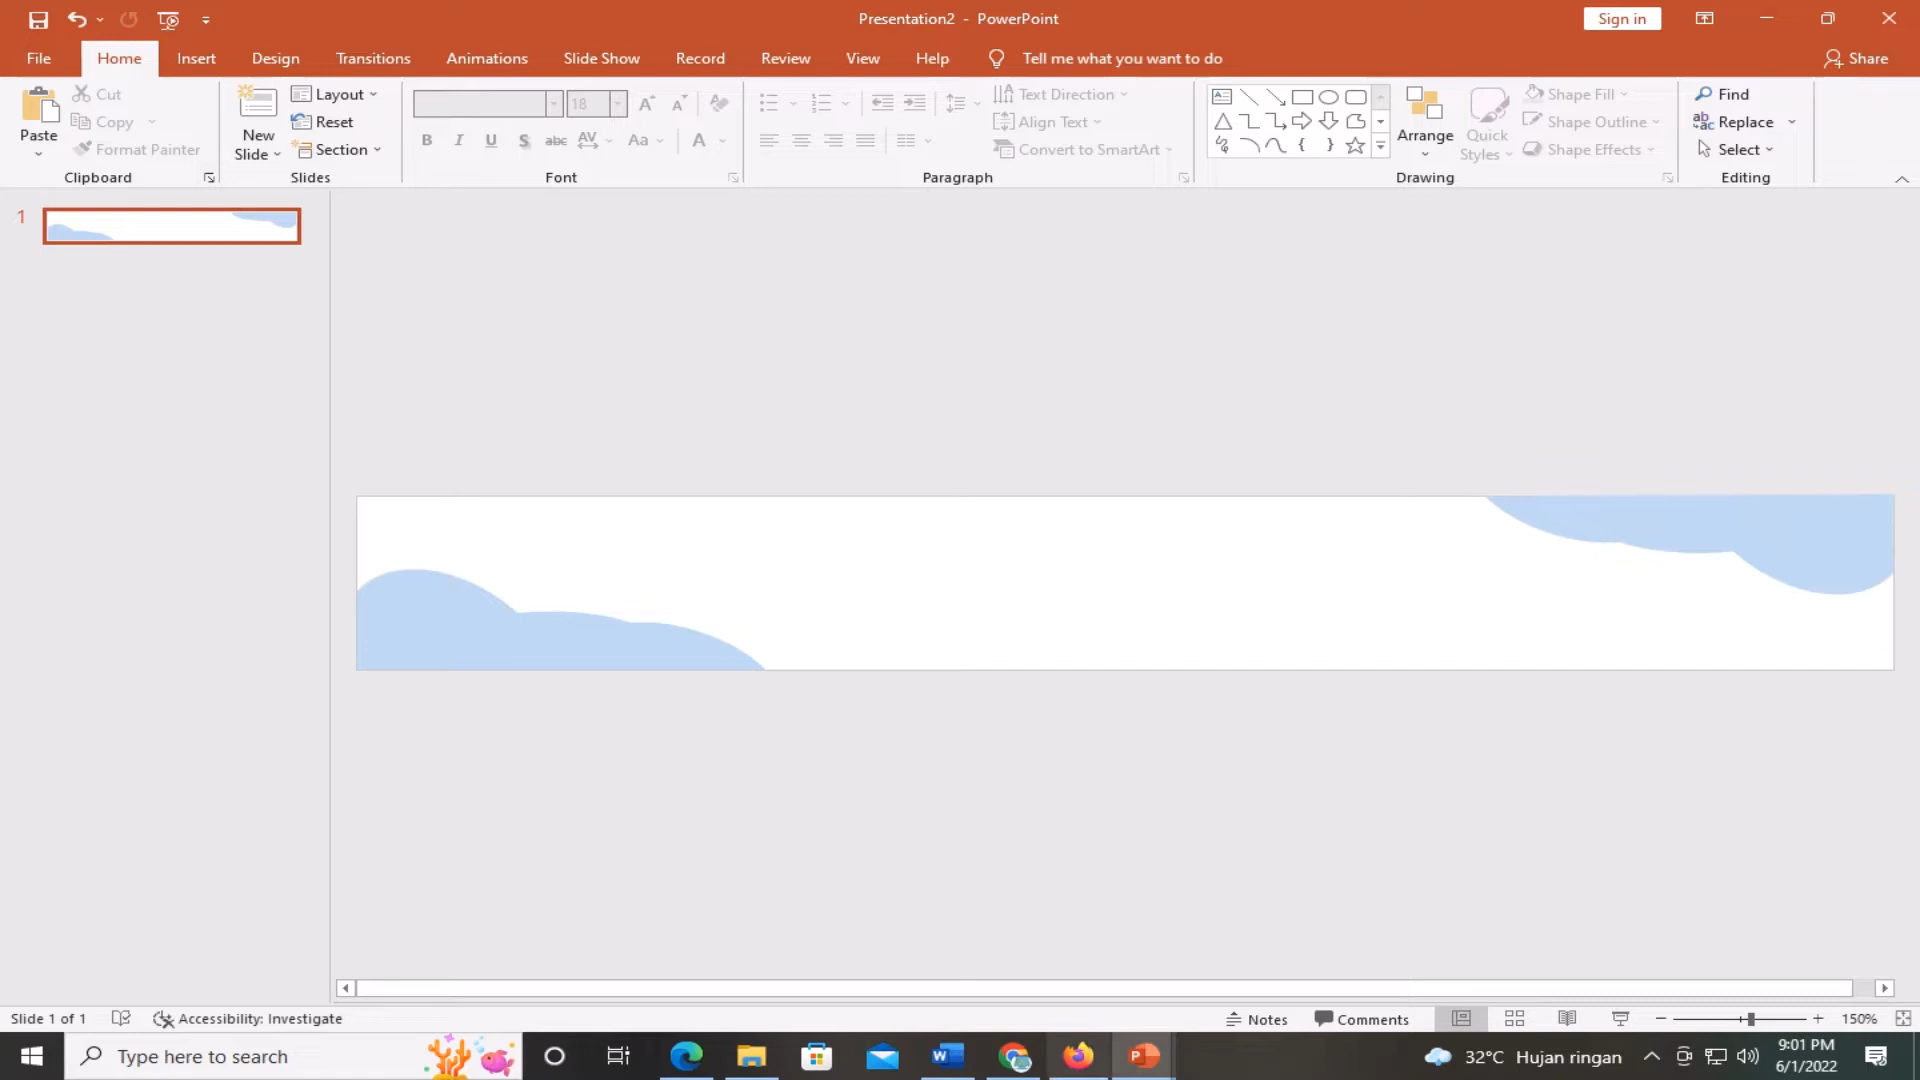 Presentation2 - PowerPoint
Sign in
File Home Insert Design Transitions Animations Slide Show Record Review View Help Tell me what you want to do Share
Paste
Cut
Copy
Format Painter
Clipboard
New
Slide
Layout
Reset
Section
Slides
18
B I U S abc AV Aa A
Font
Text Direction
Align Text
Convert to SmartArt
Paragraph
Arrange
Quick
Styles
Shape Fill
Shape Outline
Shape Effects
Drawing
Find
Replace
Select
Editing
1
Slide 1 of 1 Accessibility: Investigate Notes Comments 150%
Type here to search
32°C Hujan ringan
9:01 PM
6/1/2022